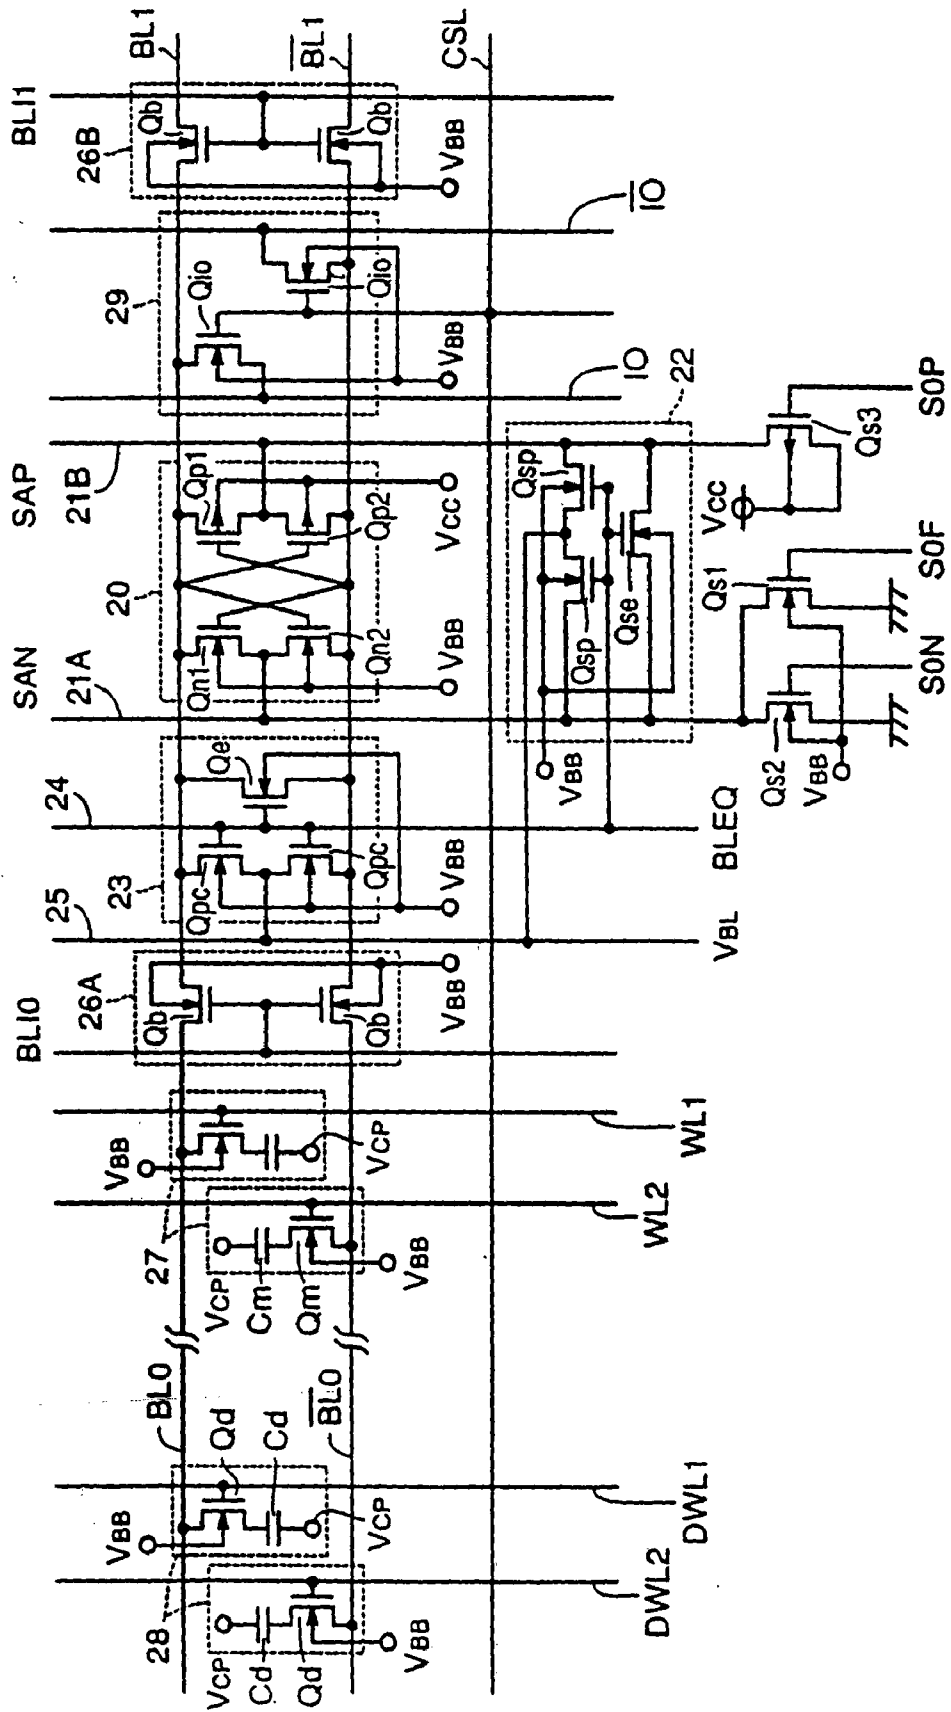 BLI0 SAN SAP BLI1
25 24 21A 21B
26A 26B
VBB VBB 23 20 29
28 BL0 27 Qb Qb BL1
Qpc Qe Qn1 Qp1 Qio
VCP Qd VCP
Cd Cd Cm
Qd BL0 Qm Qb Qpc Qn2 Qp2 Qio Qb BL1
VCP VCP
VBB VBB VBB VBB VBB VCC VBB VBB
CSL
Qsp
VBB Qsp
Qse
DWL2 DWL1 WL2 WL1 IO IO
22
VBL BLEQ
Qs2 Qs1 VCC
VBB Qs3
S0N S0F S0P